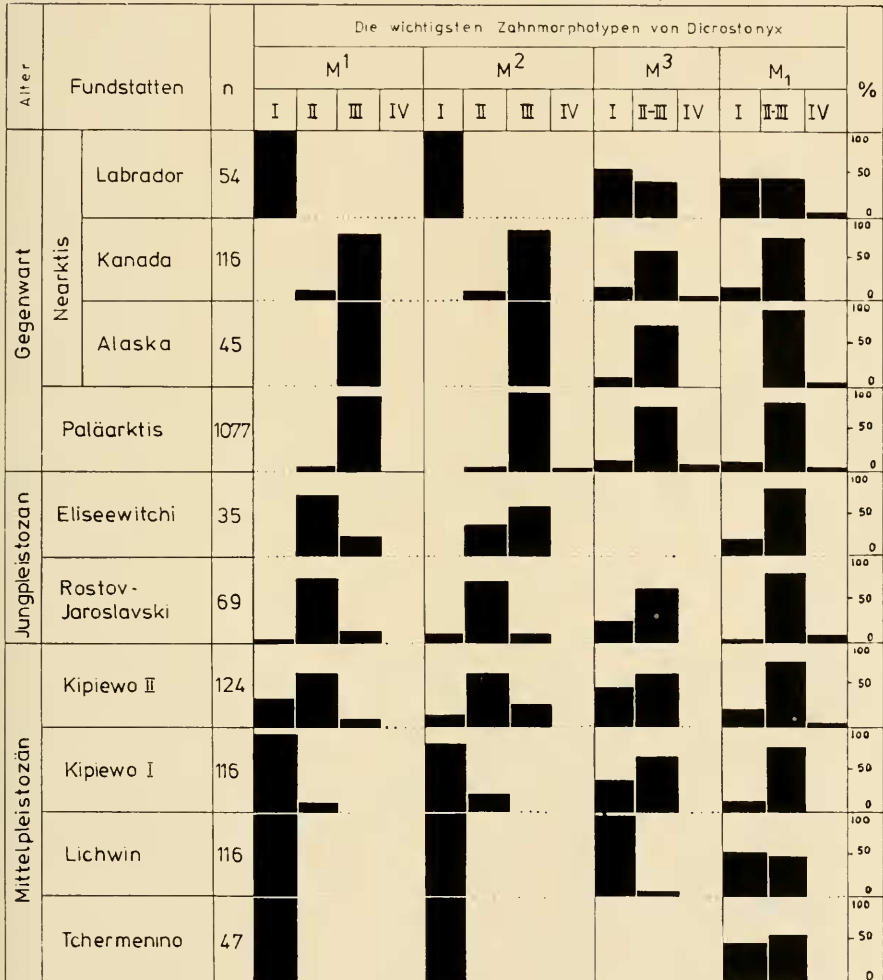 Die wichtigsten Zahnmorphotypen von Dicrostonyx
Alter Fundstatten n M1 M2 M3 M1 %
I II III IV I II III IV I II-III IV I II-III IV
Gegenwart
Nearktis
Labrador 54 100 50 0
Kanada 116 100 50 0
Alaska 45 100 50 0
Paläarktis 1077 100 50 0
Jungpleistozan
Eliseewitchi 35 100 50 0
Rostov-
Jaroslavski 69 100 50 0
Mittelpleistozän
Kipiewo II 124 100 50
Kipiewo I 116 100 50 0
Lichwin 116 100 50 0
Tchermenino 47 100 50 0